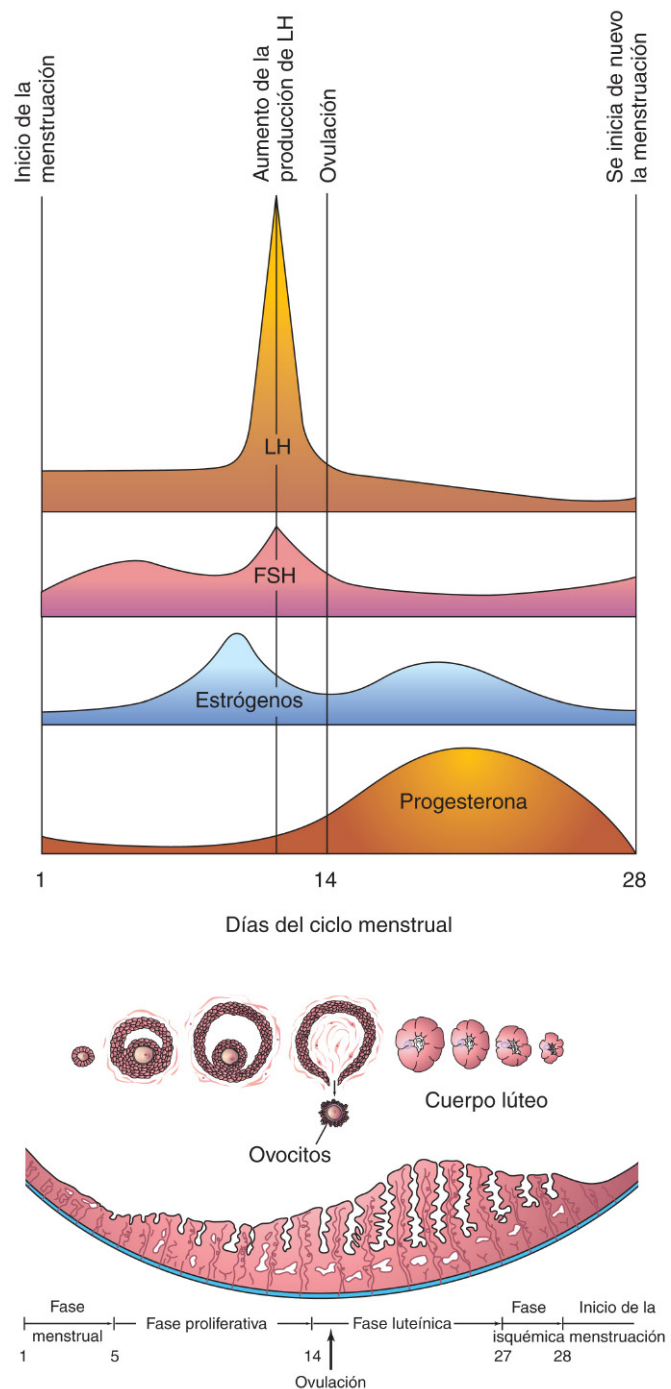 Inicio de la
menstruación
Aumento de la
producción de LH
Ovulación
Se inicia de nuevo
la menstruación
LH
FSH
Estrógenos
Progesterona
1
14
28
Días del ciclo menstrual
Cuerpo lúteo
Ovocitos
Fase
menstrual
Fase proliferativa
Fase luteínica
Fase
isquémica
Inicio de la
menstruación
1
5
14
27
28
Ovulación